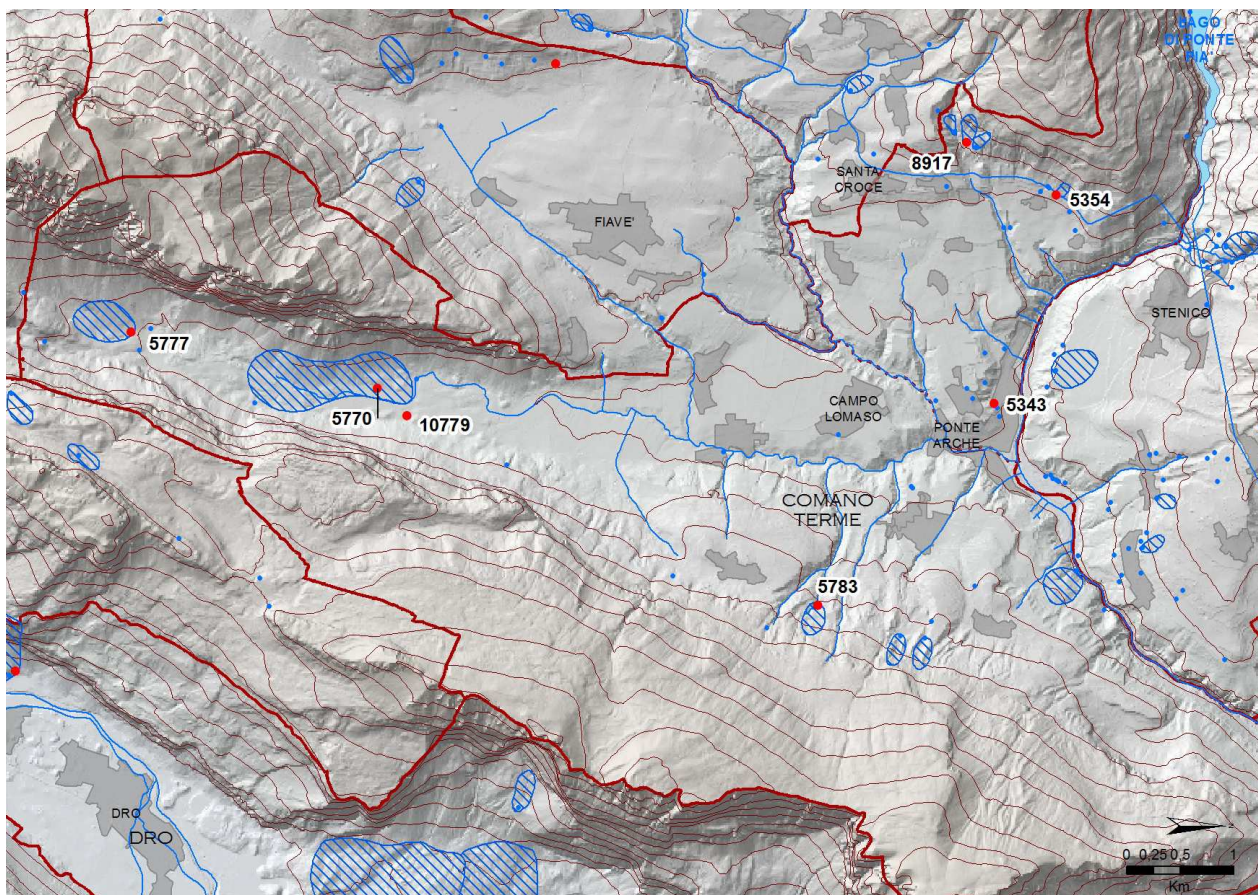 LAGO
DI PONTE
PIA'
8917
SANTA
CROCE
5354
FIAVE'
STENICO
5777
5770
10779
CAMPO
LOMASO
5343
PONTE
ARCHE
COMANO
TERME
5783
DRO
DRO
0 0,25 0,5 1
Km